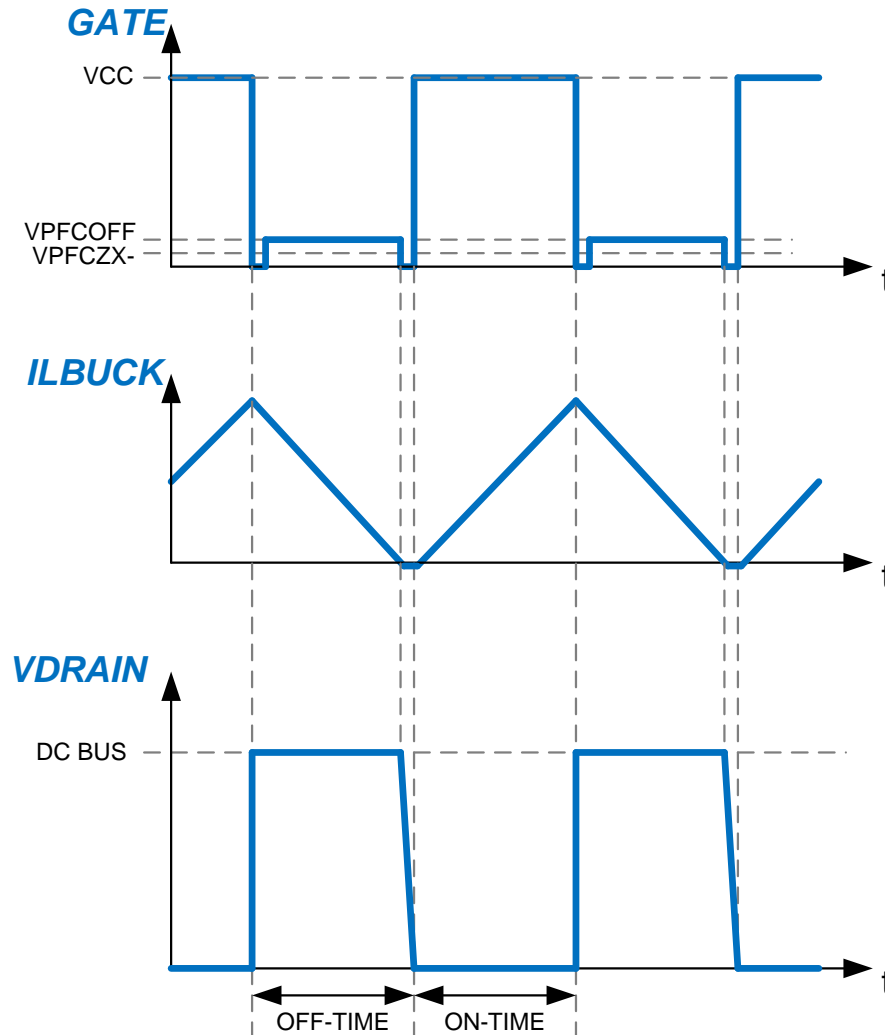 GATE
VCC
VPFCOFF
VPFCZX-
t
ILBUCK
t
VDRAIN
DC BUS
t
OFF-TIME ON-TIME